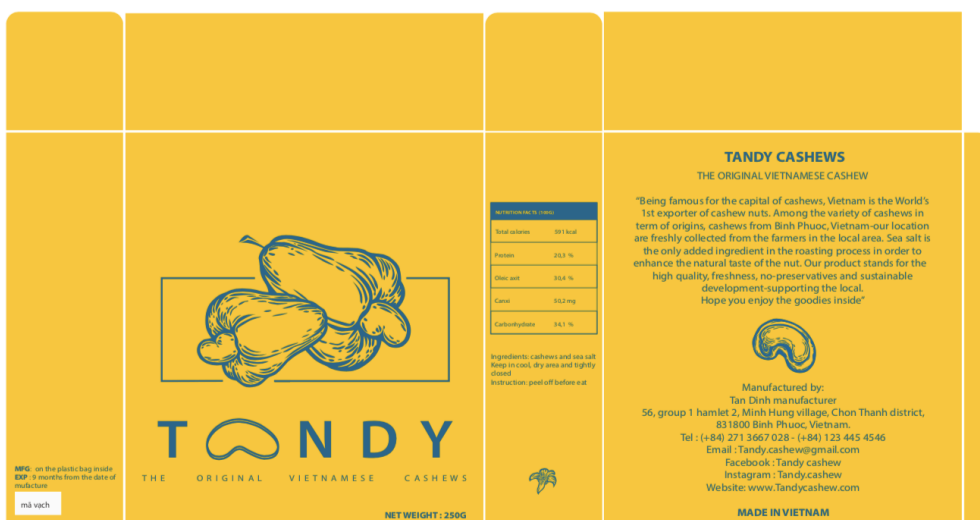 MFG: on the plastic bag inside
EXP : 9 months from the date of
mufacture
mã vạch
T NDY
THE ORIGINAL VIETNAMESE CASHEWS
NET WEIGHT : 250G
NUTRITION FACTS (100G)
Total calories 591 kcal
Protein 20,3 %
Oleic acit 30,4 %
Canxi 50,2 mg
Carbonhydrate 34,1 %
Ingredients: cashews and sea salt
Keep in cool, dry area and tightly
closed
Instruction: peel off before eat
TANDY CASHEWS
THE ORIGINAL VIETNAMESE CASHEW
“Being famous for the capital of cashews, Vietnam is the World’s
1st exporter of cashew nuts. Among the variety of cashews in
term of origins, cashews from Binh Phuoc, Vietnam-our location
are freshly collected from the farmers in the local area. Sea salt is
the only added ingredient in the roasting process in order to
enhance the natural taste of the nut. Our product stands for the
high quality, freshness, no-preservatives and sustainable
development-supporting the local.
Hope you enjoy the goodies inside”
Manufactured by:
Tan Dinh manufacturer
56, group 1 hamlet 2, Minh Hung village, Chon Thanh district,
831800 Binh Phuoc, Vietnam.
Tel : (+84) 271 3667 028 - (+84) 123 445 4546
Email : Tandy.cashew@gmail.com
Facebook : Tandy cashew
Instagram : Tandy.cashew
Website: www.Tandycashew.com
MADE IN VIETNAM